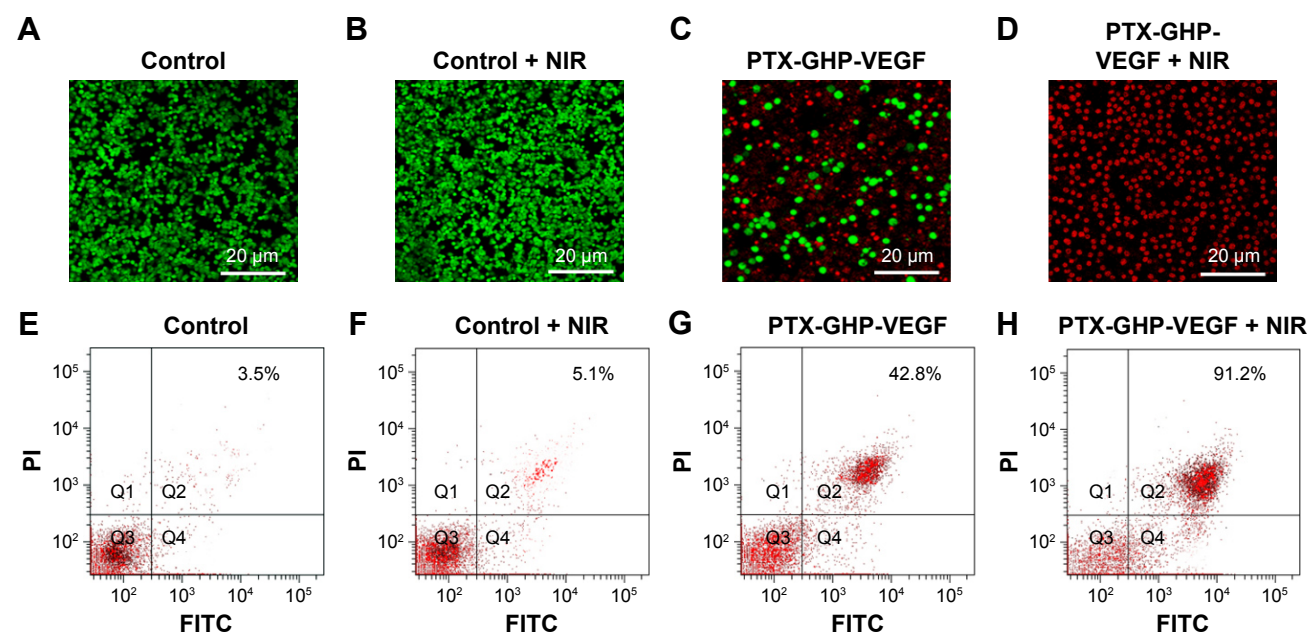 A
Control
B
Control + NIR
C
PTX-GHP-VEGF
D
PTX-GHP-
VEGF + NIR
20 µm
20 µm
20 µm
20 µm
E
Control
F
Control + NIR
G
PTX-GHP-VEGF
H
PTX-GHP-VEGF + NIR
PI
10⁵
10⁴
10³
10²
3.5%
Q1
Q2
Q3
Q4
10²
10³
10⁴
10⁵
FITC
PI
10⁵
10⁴
10³
10²
5.1%
Q1
Q2
Q3
Q4
10²
10³
10⁴
10⁵
FITC
PI
10⁵
10⁴
10³
10²
42.8%
Q1
Q2
Q3
Q4
10²
10³
10⁴
10⁵
FITC
PI
10⁵
10⁴
10³
10²
91.2%
Q1
Q2
Q3
Q4
10²
10³
10⁴
10⁵
FITC